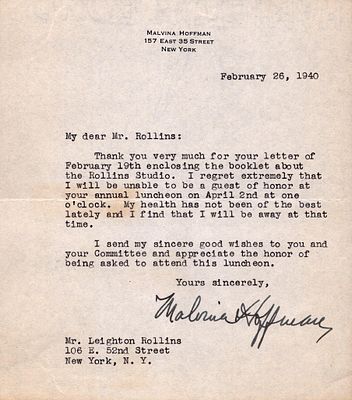 MALVINA HOFFMAN
157 EAST 35 STREET
NEW YORK
February 26, 1940
My dear Mr. Rollins:
Thank you very much for your letter of
February 19th enclosing the booklet about
the Rollins Studio. I regret extremely that
I will be unable to be a guest of honor at
your annual luncheon on April 2nd at one
o'clock. My health has not been of the best
lately and I find that I will be away at that
time.
I send my sincere good wishes to you and
your Committee and appreciate the honor of
being asked to attend this luncheon.
Yours sincerely,
Malvina Hoffman
Mr. Leighton Rollins
106 E. 52nd Street
New York, N. Y.